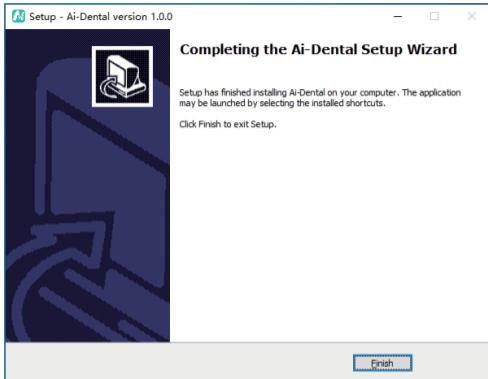 Setup - Ai-Dental version 1.0.0
Completing the Ai-Dental Setup Wizard
Setup has finished installing Ai-Dental on your computer. The application
may be launched by selecting the installed shortcuts.
Click Finish to exit Setup.
Finish